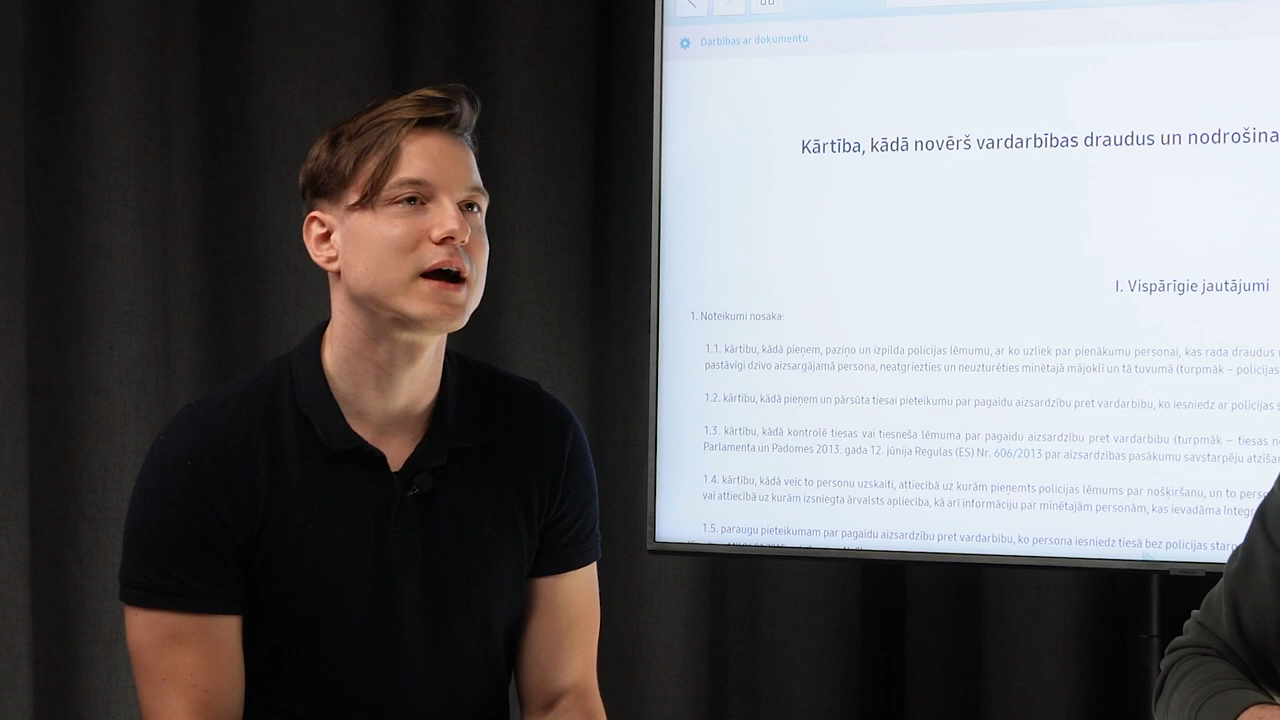 Darbības ar dokumentu
Kārtība, kādā novērš vardarbības draudus un nodrošina
I. Vispārīgie jautājumi
1. Noteikumi nosaka:
1.1. kārtību, kādā pieņem, paziņo un izpilda policijas lēmumu, ar ko uzliek par pienākumu personai, kas rada draudus
pastāvīgi dzīvo aizsargājamā persona, neatgriezties un neuzturēties minētajā mājoklī un tā tuvumā (turpmāk – policijas
1.2. kārtību, kādā pieņem un pārsūta tiesai pieteikumu par pagaidu aizsardzību pret vardarbību, ko iesniedz ar policijas
1.3. kārtību, kādā kontrolē tiesas vai tiesneša lēmuma par pagaidu aizsardzību pret vardarbību (turpmāk – tiesas
Parlamenta un Padomes 2013. gada 12. jūnija Regulas (ES) Nr. 606/2013 par aizsardzības pasākumu savstarpēju
1.4. kārtību, kādā veic to personu uzskaiti, attiecībā uz kurām pieņemts policijas lēmums par nošķiršanu, un to
vai attiecībā uz kurām izsniegta ārvalsts apliecība, kā arī informāciju par minētajām personām, kas ievadāma
1.5. paraugu pieteikumam par pagaidu aizsardzību pret vardarbību, ko persona iesniedz tiesā bez policijas